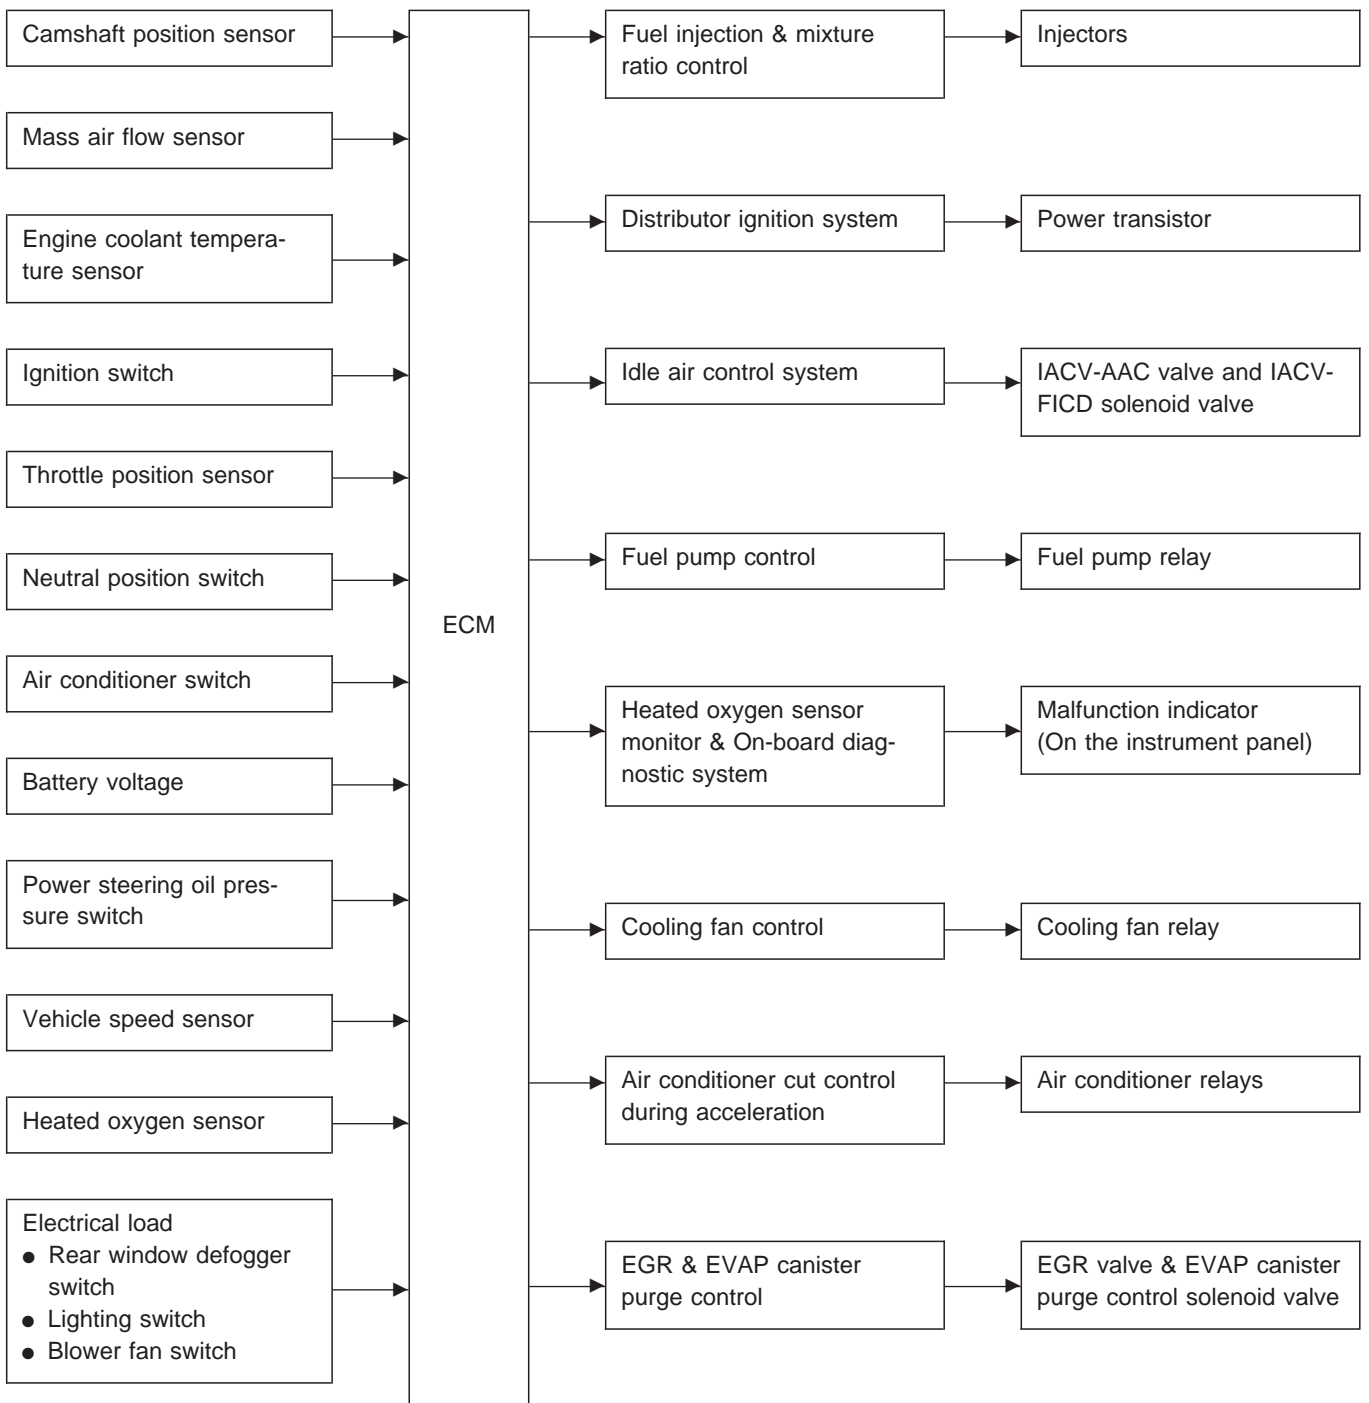 Camshaft position sensor
Mass air flow sensor
Engine coolant tempera-
ture sensor
Ignition switch
Throttle position sensor
Neutral position switch
Air conditioner switch
Battery voltage
Power steering oil pres-
sure switch
Vehicle speed sensor
Heated oxygen sensor
Electrical load
● Rear window defogger
switch
● Lighting switch
● Blower fan switch
ECM
Fuel injection & mixture
ratio control
Distributor ignition system
Idle air control system
Fuel pump control
Heated oxygen sensor
monitor & On-board diag-
nostic system
Cooling fan control
Air conditioner cut control
during acceleration
EGR & EVAP canister
purge control
Injectors
Power transistor
IACV-AAC valve and IACV-
FICD solenoid valve
Fuel pump relay
Malfunction indicator
(On the instrument panel)
Cooling fan relay
Air conditioner relays
EGR valve & EVAP canister
purge control solenoid valve